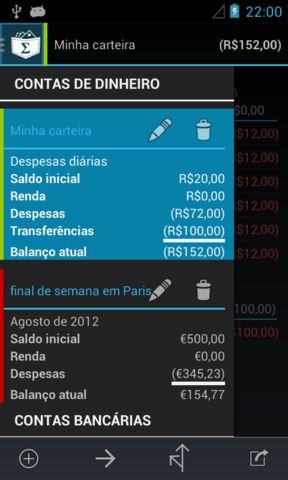 22:00
Minha carteira (R$152,00)
CONTAS DE DINHEIRO
Minha carteira
Despesas diárias
Saldo inicial R$20,00
Renda R$0,00
Despesas (R$72,00)
Transferências (R$100,00)
Balanço atual (R$152,00)
final de semana em Paris
Agosto de 2012
Saldo inicial €500,00
Renda €0,00
Despesas (€345,23)
Balanço atual €154,77
CONTAS BANCÁRIAS
R$0,00
(R$12,00)
(R$12,00)
(R$12,00)
(R$12,00)
(R$12,00)
(R$12,00)
100,00)
$100,00)